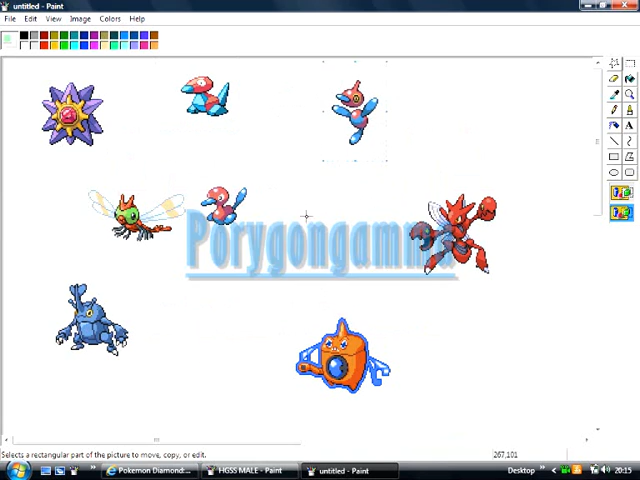 untitled - Paint
File Edit View Image Colors Help
Porygongamma
Selects a rectangular part of the picture to move, copy, or edit.
267,101
Pokemon Diamond:...
HGSS MALE - Paint
untitled - Paint
Desktop
20:15